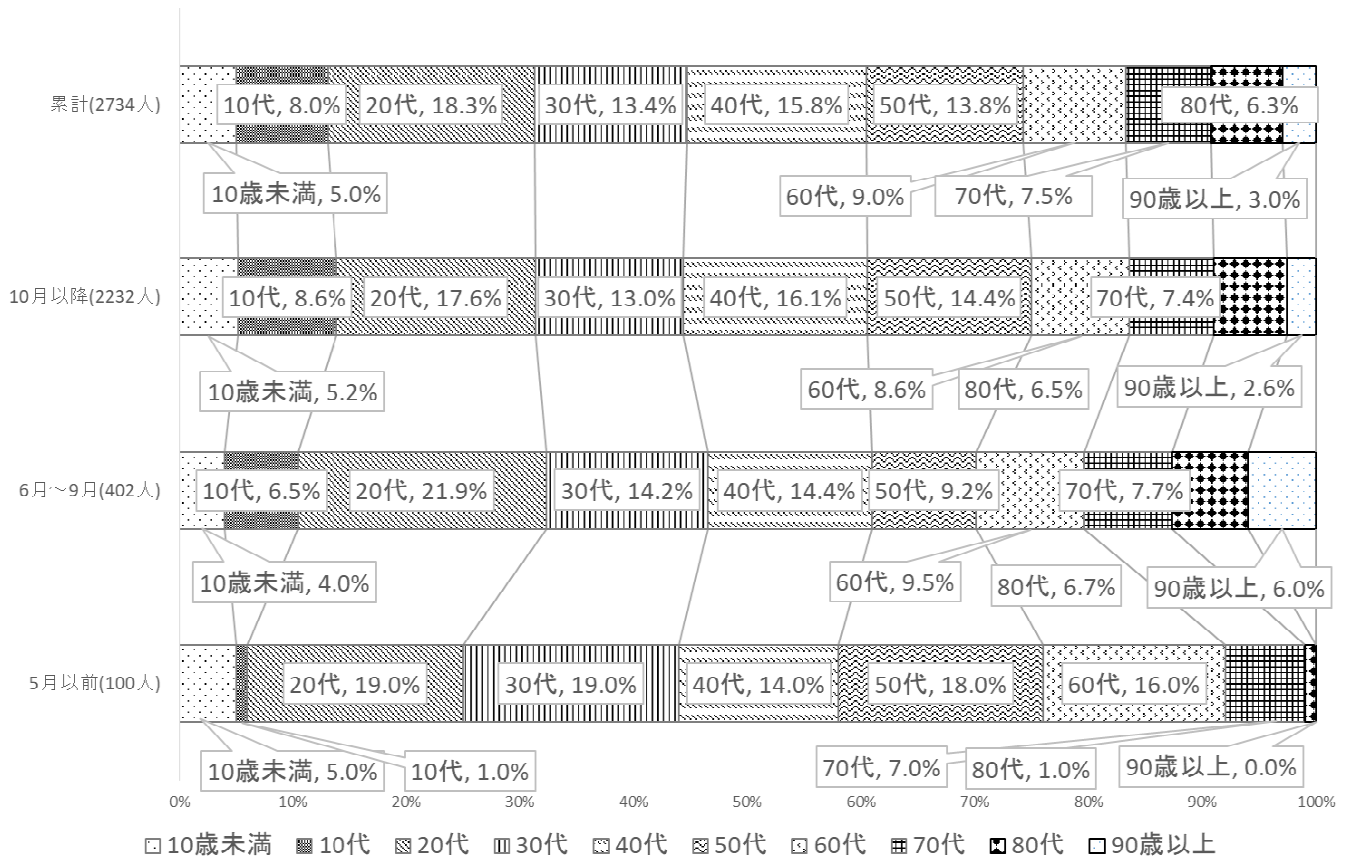 累計(2734人)
10代, 8.0%
20代, 18.3%
30代, 13.4%
40代, 15.8%
50代, 13.8%
80代, 6.3%
10歳未満, 5.0%
60代, 9.0%
70代, 7.5%
90歳以上, 3.0%
10月以降(2232人)
10代, 8.6%
20代, 17.6%
30代, 13.0%
40代, 16.1%
50代, 14.4%
70代, 7.4%
10歳未満, 5.2%
60代, 8.6%
80代, 6.5%
90歳以上, 2.6%
6月～9月(402人)
10代, 6.5%
20代, 21.9%
30代, 14.2%
40代, 14.4%
50代, 9.2%
70代, 7.7%
10歳未満, 4.0%
60代, 9.5%
80代, 6.7%
90歳以上, 6.0%
5月以前(100人)
20代, 19.0%
30代, 19.0%
40代, 14.0%
50代, 18.0%
60代, 16.0%
10歳未満, 5.0%
10代, 1.0%
70代, 7.0%
80代, 1.0%
90歳以上, 0.0%
0% 10% 20% 30% 40% 50% 60% 70% 80% 90% 100%
10歳未満 10代 20代 30代 40代 50代 60代 70代 80代 90歳以上